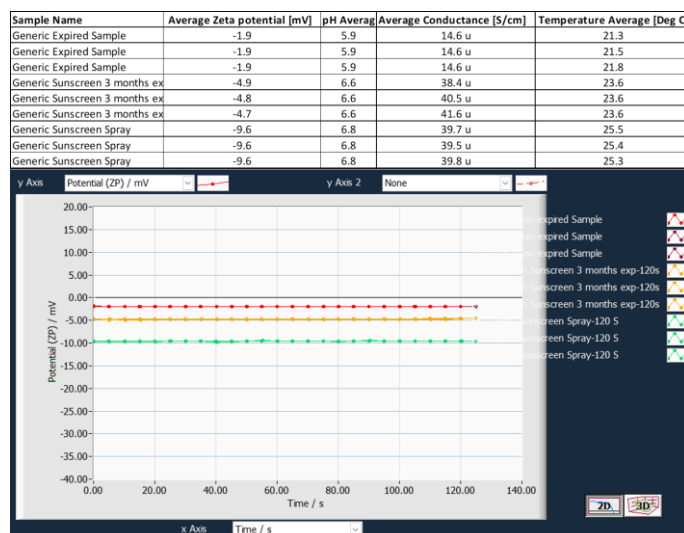 Sample Name Average Zeta potential [mV] pH Averag Average Conductance [S/cm] Temperature Average [Deg C
Generic Expired Sample -1.9 5.9 14.6 u 21.3
Generic Expired Sample -1.9 5.9 14.6 u 21.5
Generic Expired Sample -1.9 5.9 14.6 u 21.8
Generic Sunscreen 3 months ex -4.9 6.6 38.4 u 23.6
Generic Sunscreen 3 months ex -4.8 6.6 40.5 u 23.6
Generic Sunscreen 3 months ex -4.7 6.6 41.6 u 23.6
Generic Sunscreen Spray -9.6 6.8 39.7 u 25.5
Generic Sunscreen Spray -9.6 6.8 39.5 u 25.4
Generic Sunscreen Spray -9.6 6.8 39.8 u 25.3
y Axis Potential (ZP) / mV y Axis 2 None
20.00
15.00
10.00
5.00
0.00
-5.00
-10.00
-15.00
-20.00
-25.00
-30.00
-35.00
-40.00
Potential (ZP) / mV
0.00 20.00 40.00 60.00 80.00 100.00 120.00 140.00
Time / s
expired Sample
expired Sample
expired Sample
Sunscreen 3 months exp-120s
Sunscreen 3 months exp-120s
Sunscreen 3 months exp-120s
nscreen Spray-120 S
nscreen Spray-120 S
nscreen Spray-120 S
2D 3D
x Axis Time / s